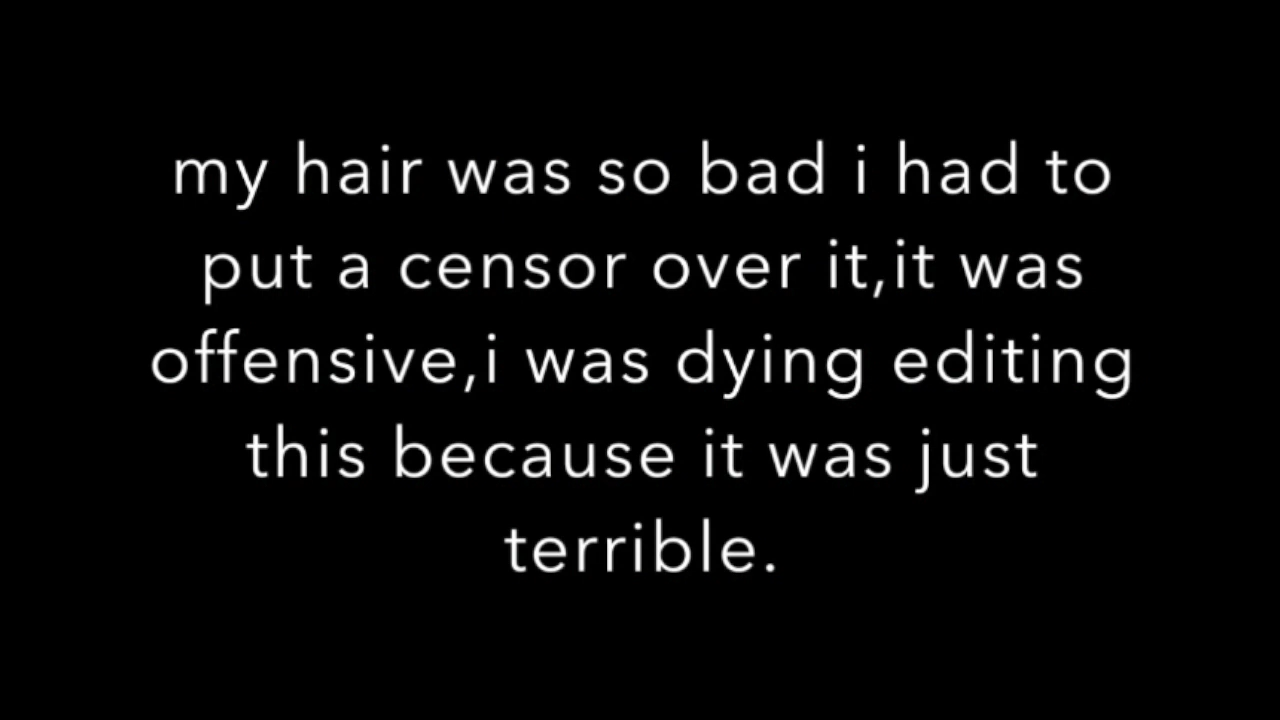 my hair was so bad i had to
put a censor over it,it was
offensive,i was dying editing
this because it was just
terrible.